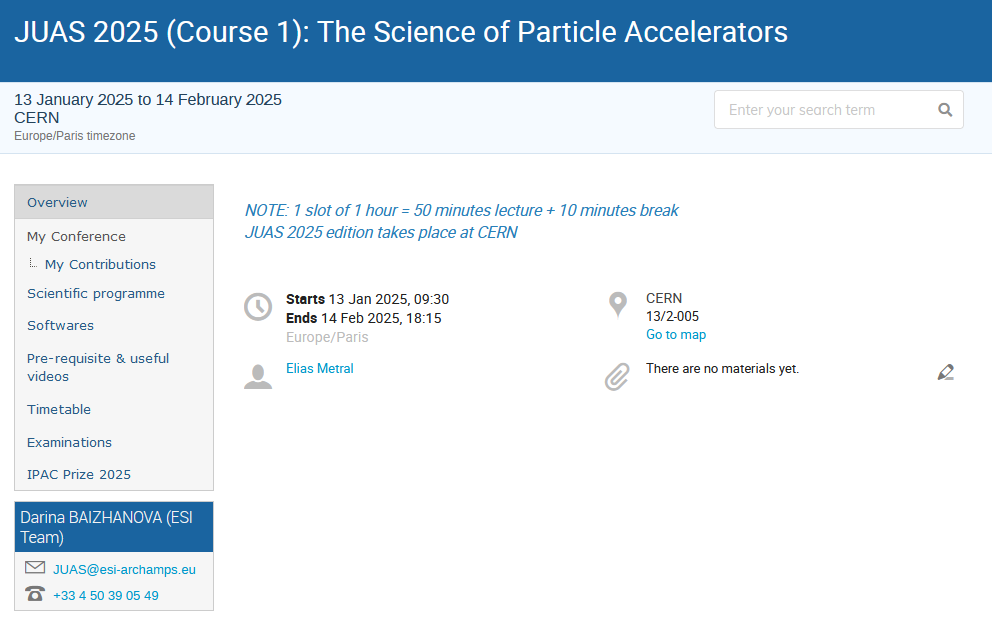 JUAS 2025 (Course 1): The Science of Particle Accelerators
13 January 2025 to 14 February 2025
CERN
Europe/Paris timezone
Enter your search term
Overview
My Conference
My Contributions
Scientific programme
Softwares
Pre-requisite & useful
videos
Timetable
Examinations
IPAC Prize 2025
Darina BAIZHANOVA (ESI
Team)
JUAS@esi-archamps.eu
+33 4 50 39 05 49
NOTE: 1 slot of 1 hour = 50 minutes lecture + 10 minutes break
JUAS 2025 edition takes place at CERN
Starts 13 Jan 2025, 09:30
Ends 14 Feb 2025, 18:15
Europe/Paris
CERN
13/2-005
Go to map
Elias Metral
There are no materials yet.